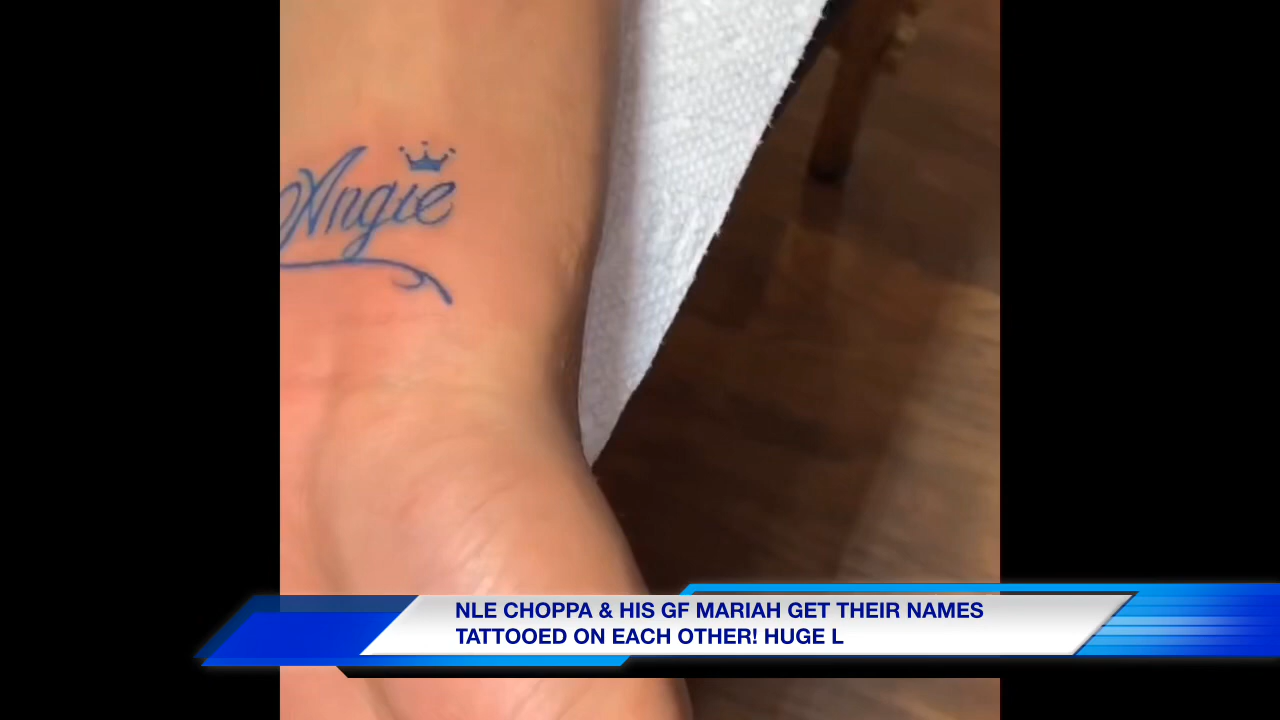 Angie
NLE CHOPPA & HIS GF MARIAH GET THEIR NAMES
TATTOOED ON EACH OTHER! HUGE L